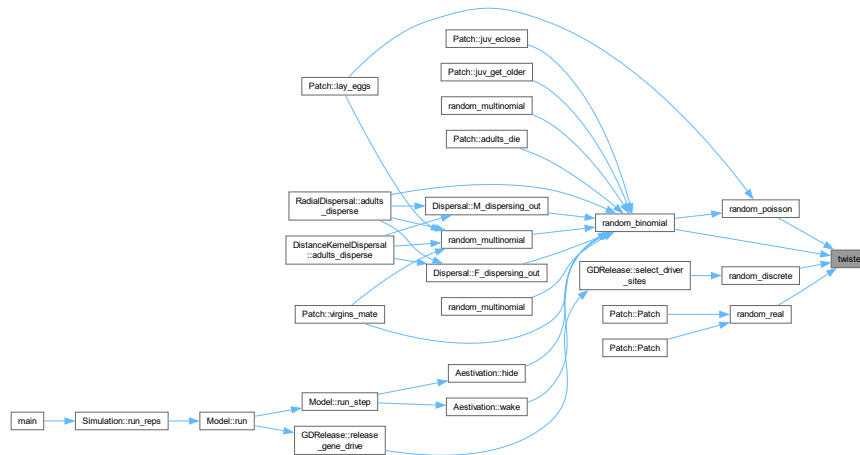 Patch::juv_eclose
Patch::juv_get_older
Patch::lay_eggs
random_multinomial
Patch::adults_die
RadialDispersal::adults
_disperse
Dispersal::M_dispersing_out
random_binomial
random_poisson
DistanceKernelDispersal
::adults_disperse
random_multinomial
twister
Dispersal::F_dispersing_out
GDRelease::select_driver
_sites
random_discrete
random_multinomial
Patch::virgins_mate
Patch::Patch
random_real
Patch::Patch
Aestivation::hide
Model::run_step
Aestivation::wake
main
Simulation::run_reps
Model::run
GDRelease::release
_gene_drive